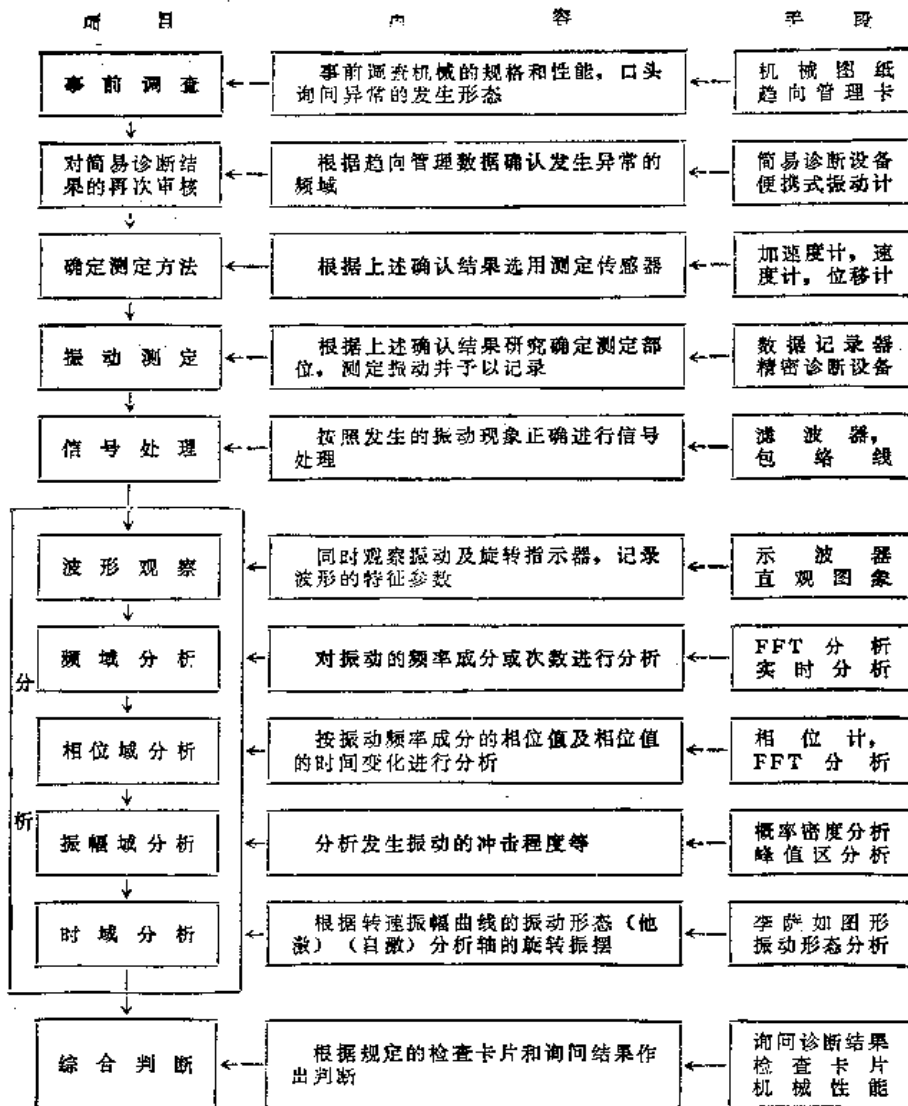 项目 内容 手段
事前调查
事前调查机械的规格和性能，口头
询问异常的发生形态
机械图纸
趋向管理卡
对简易诊断结
果的再次审核
根据趋向管理数据确认发生异常的
频域
简易诊断设备
便携式振动计
确定测定方法
根据上述确认结果选用测定传感器
加速度计，速
度计，位移计
振动测定
根据上述确认结果研究确定测定部
位，测定振动并予以记录
数据记录器
精密诊断设备
信号处理
按照发生的振动现象正确进行信号
处理
滤波器，
包络线
分析
波形观察
同时观察振动及旋转指示器，记录
波形的特征参数
示波器
直观图象
频域分析
对振动的频率成分或次数进行分析
FFT分析
实时分析
相位域分析
按振动频率成分的相位值及相位值
的时间变化进行分析
相位计，
FFT分析
振幅域分析
分析发生振动的冲击程度等
概率密度分析
峰值区分析
时域分析
根据转速振幅曲线的振动形态（他
激）（自激）分析轴的旋转振摆
李萨如图形
振动形态分析
综合判断
根据规定的检查卡片和询问结果作
出判断
询问诊断结果
检查卡片
机械性能